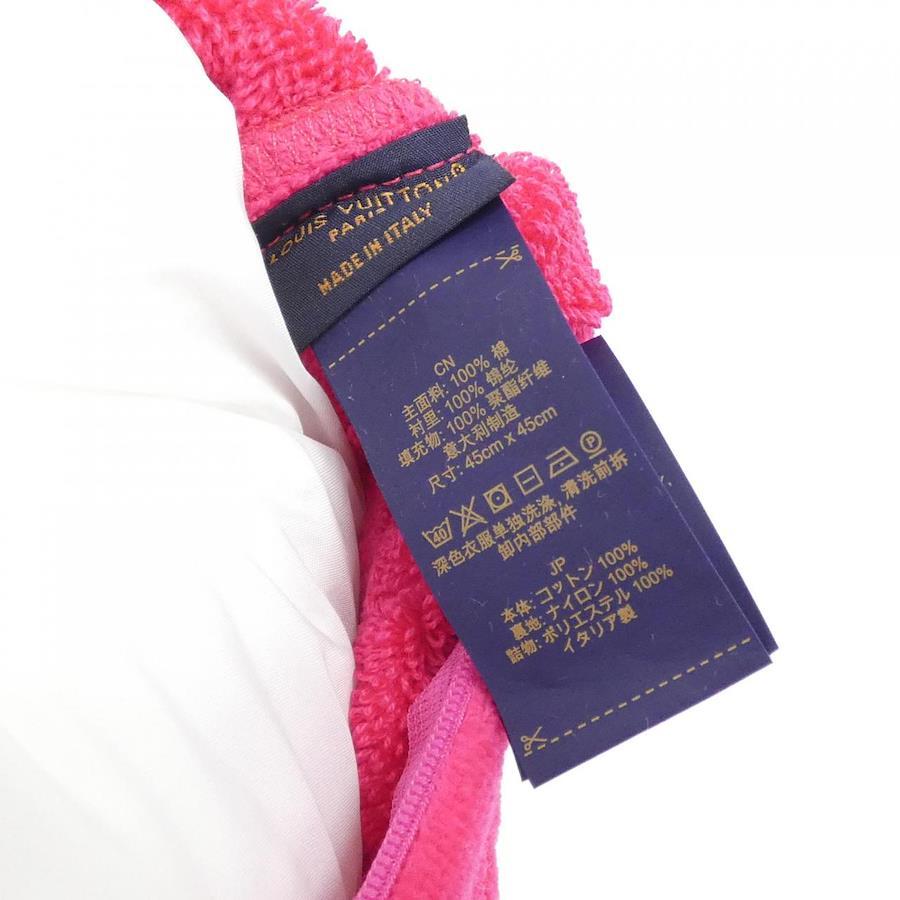 LOUIS VUITTON®
PARIS
MADE IN ITALY
CN
主面料: 100% 棉
衬里: 100% 锦纶
填充物: 100% 聚酯纤维
意大利制造
尺寸: 45cm x 45cm
40 P
深色衣服单独洗涤, 清洗前拆
卸内部部件
JP
本体: コットン 100%
裏地: ナイロン 100%
詰物: ポリエステル 100%
イタリア製